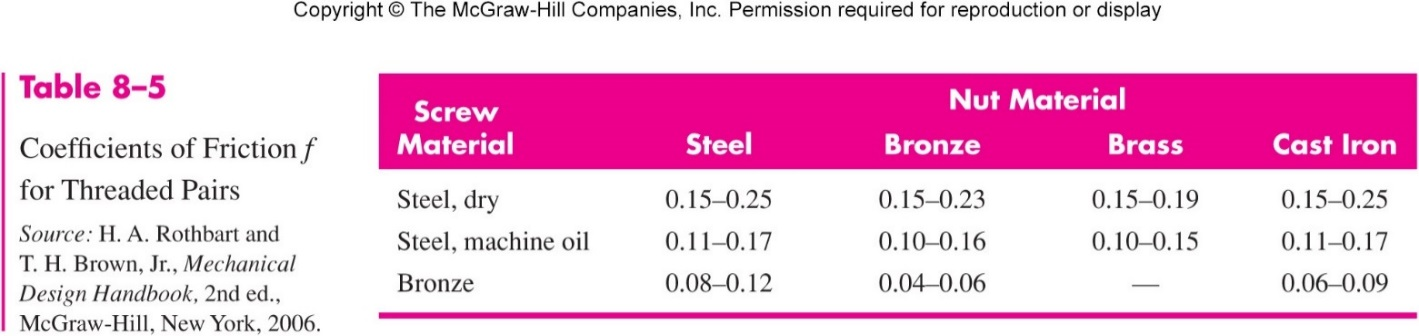 Copyright © The McGraw-Hill Companies, Inc. Permission required for reproduction or display
Table 8–5
Coefficients of Friction f
for Threaded Pairs
Source: H. A. Rothbart and
T. H. Brown, Jr., Mechanical
Design Handbook, 2nd ed.,
McGraw-Hill, New York, 2006.
Screw Nut Material
Material Steel Bronze Brass Cast Iron
Steel, dry 0.15–0.25 0.15–0.23 0.15–0.19 0.15–0.25
Steel, machine oil 0.11–0.17 0.10–0.16 0.10–0.15 0.11–0.17
Bronze 0.08–0.12 0.04–0.06 — 0.06–0.09